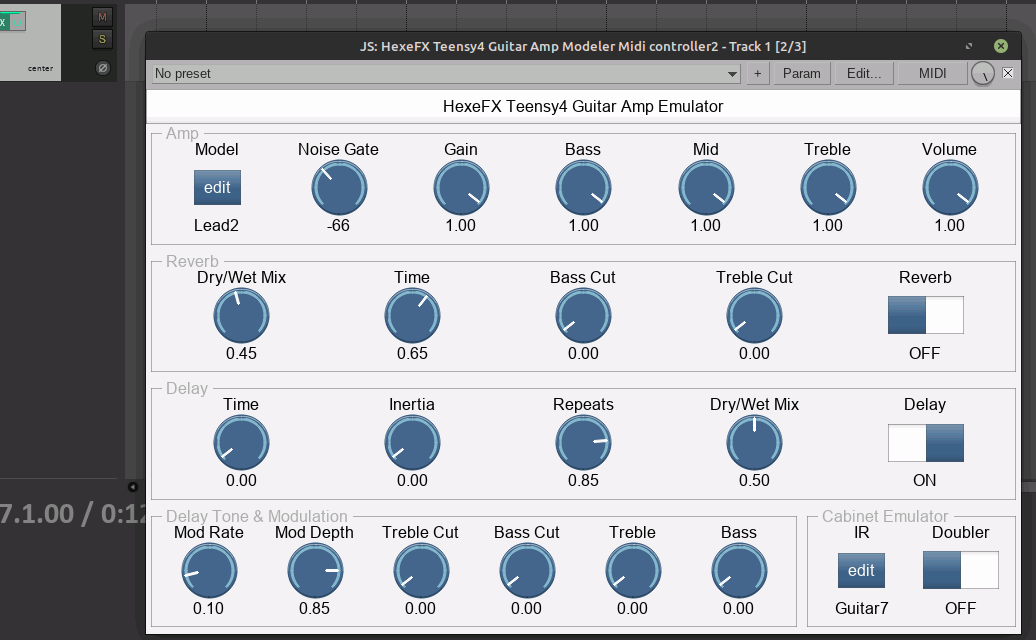 x
M
S
center
JS: HexeFX Teensy4 Guitar Amp Modeler Midi controller2 - Track 1 [2/3]
No preset + Param Edit... MIDI
HexeFX Teensy4 Guitar Amp Emulator
Amp
Model Noise Gate Gain Bass Mid Treble Volume
edit
Lead2 -66 1.00 1.00 1.00 1.00 1.00
Reverb
Dry/Wet Mix Time Bass Cut Treble Cut Reverb
0.45 0.65 0.00 0.00 OFF
Delay
Time Inertia Repeats Dry/Wet Mix Delay
0.00 0.00 0.85 0.50 ON
7.1.00 / 0:12
Delay Tone & Modulation Cabinet Emulator
Mod Rate Mod Depth Treble Cut Bass Cut Treble Bass IR Doubler
edit
0.10 0.85 0.00 0.00 0.00 0.00 Guitar7 OFF